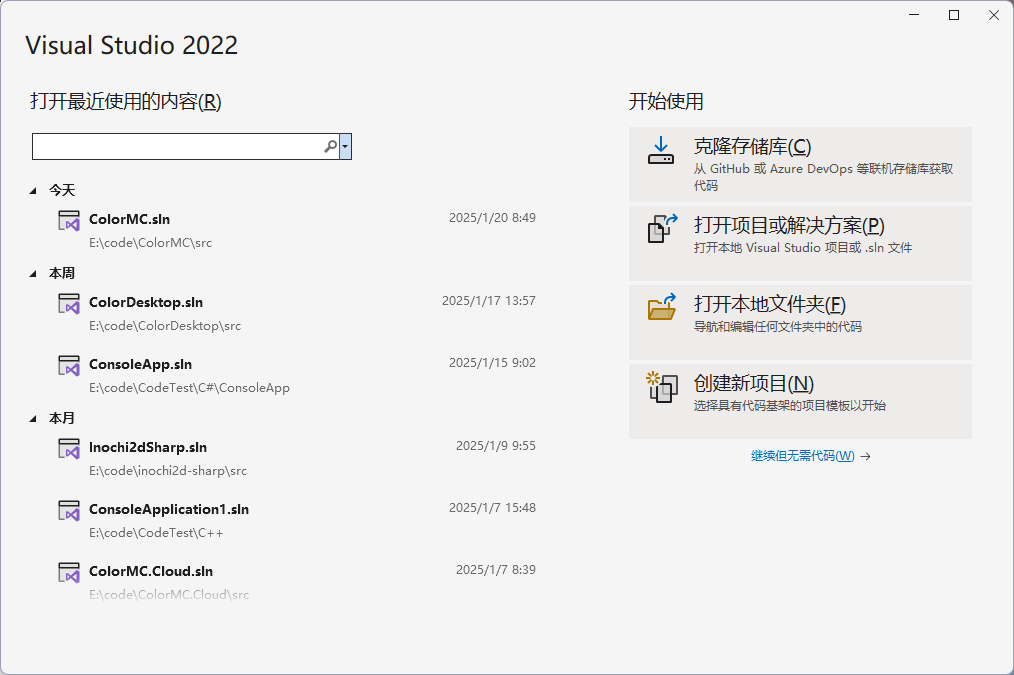 Visual Studio 2022
打开最近使用的内容(R)
今天
ColorMC.sln
2025/1/20 8:49
E:\code\ColorMC\src
本周
ColorDesktop.sln
2025/1/17 13:57
E:\code\ColorDesktop\src
ConsoleApp.sln
2025/1/15 9:02
E:\code\CodeTest\C#\ConsoleApp
本月
Inochi2dSharp.sln
2025/1/9 9:55
E:\code\inochi2d-sharp\src
ConsoleApplication1.sln
2025/1/7 15:48
E:\code\CodeTest\C++
ColorMC.Cloud.sln
2025/1/7 8:39
E:\code\ColorMC.Cloud\src
开始使用
克隆存储库(C)
从 GitHub 或 Azure DevOps 等联机存储库获取
代码
打开项目或解决方案(P)
打开本地 Visual Studio 项目或 .sln 文件
打开本地文件夹(F)
导航和编辑任何文件夹中的代码
创建新项目(N)
选择具有代码基架的项目模板以开始
继续但无需代码(W) →